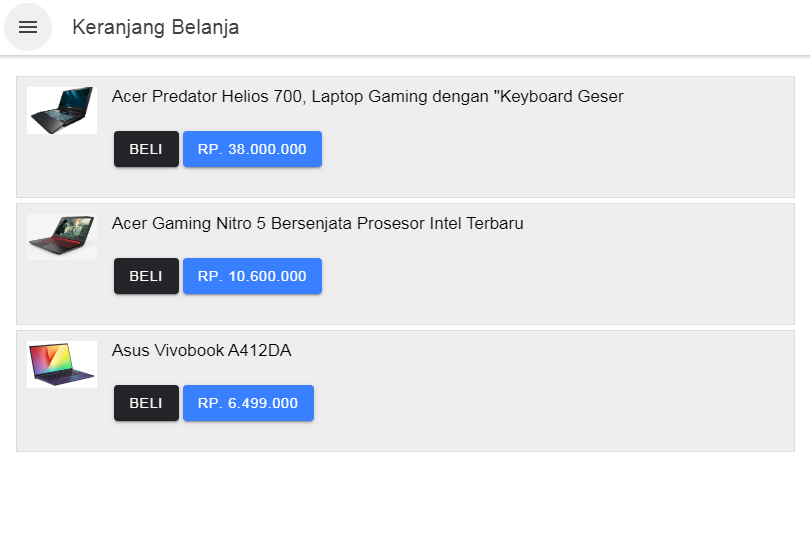 Keranjang Belanja
Acer Predator Helios 700, Laptop Gaming dengan "Keyboard Geser
BELI RP. 38.000.000
Acer Gaming Nitro 5 Bersenjata Prosesor Intel Terbaru
BELI RP. 10.600.000
Asus Vivobook A412DA
BELI RP. 6.499.000